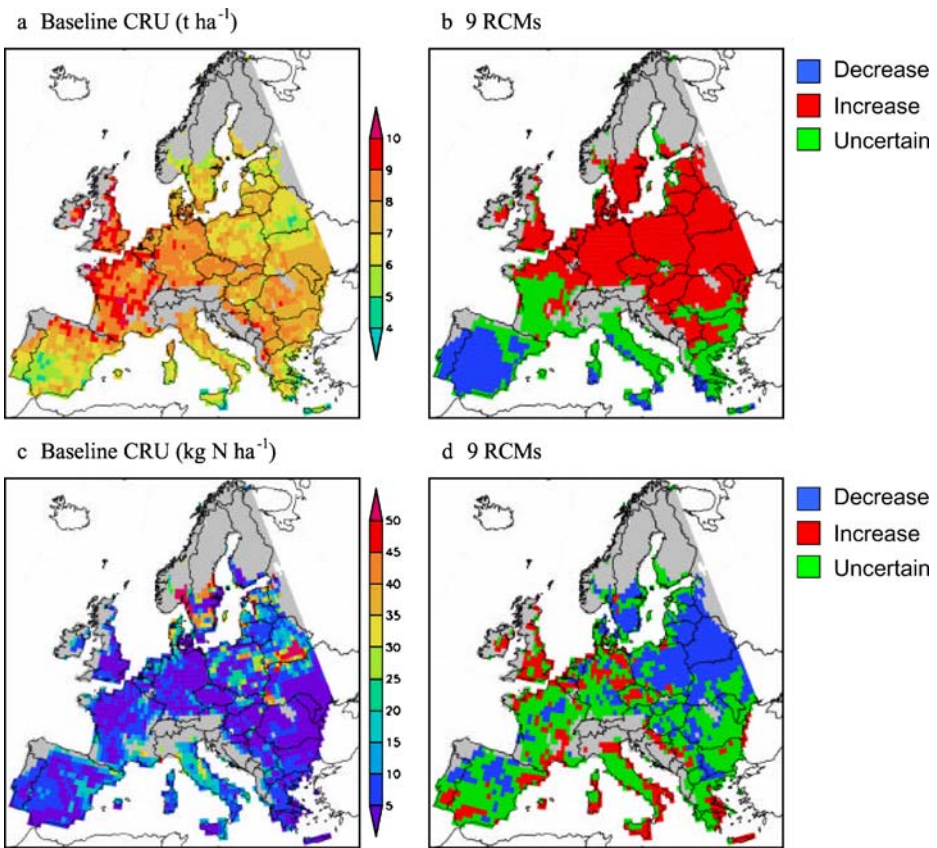 a Baseline CRU (t ha⁻¹)
b 9 RCMs
10
9
8
7
6
5
4
Decrease
Increase
Uncertain
c Baseline CRU (kg N ha⁻¹)
d 9 RCMs
50
45
40
35
30
25
20
15
10
5
Decrease
Increase
Uncertain